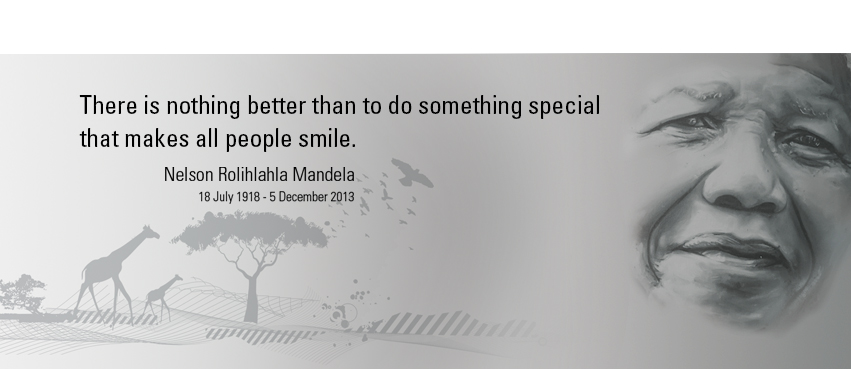 There is nothing better than to do something special
that makes all people smile.
Nelson Rolihlahla Mandela
18 July 1918 - 5 December 2013